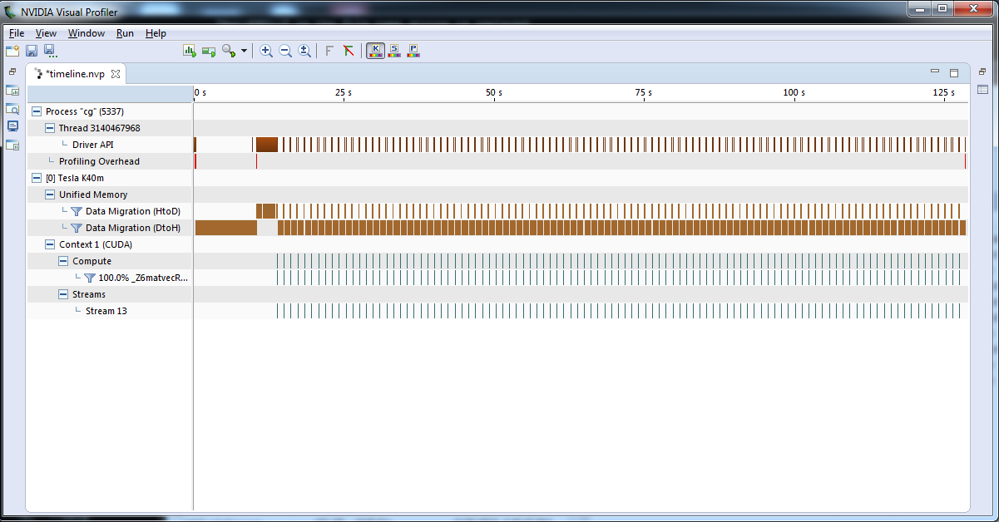 NVIDIA Visual Profiler
File View Window Run Help
F K S P
*timeline.nvp
0 s 25 s 50 s 75 s 100 s 125 s
Process "cg" (5337)
Thread 3140467968
Driver API
Profiling Overhead
[0] Tesla K40m
Unified Memory
Data Migration (HtoD)
Data Migration (DtoH)
Context 1 (CUDA)
Compute
100.0% _Z6matvecR...
Streams
Stream 13